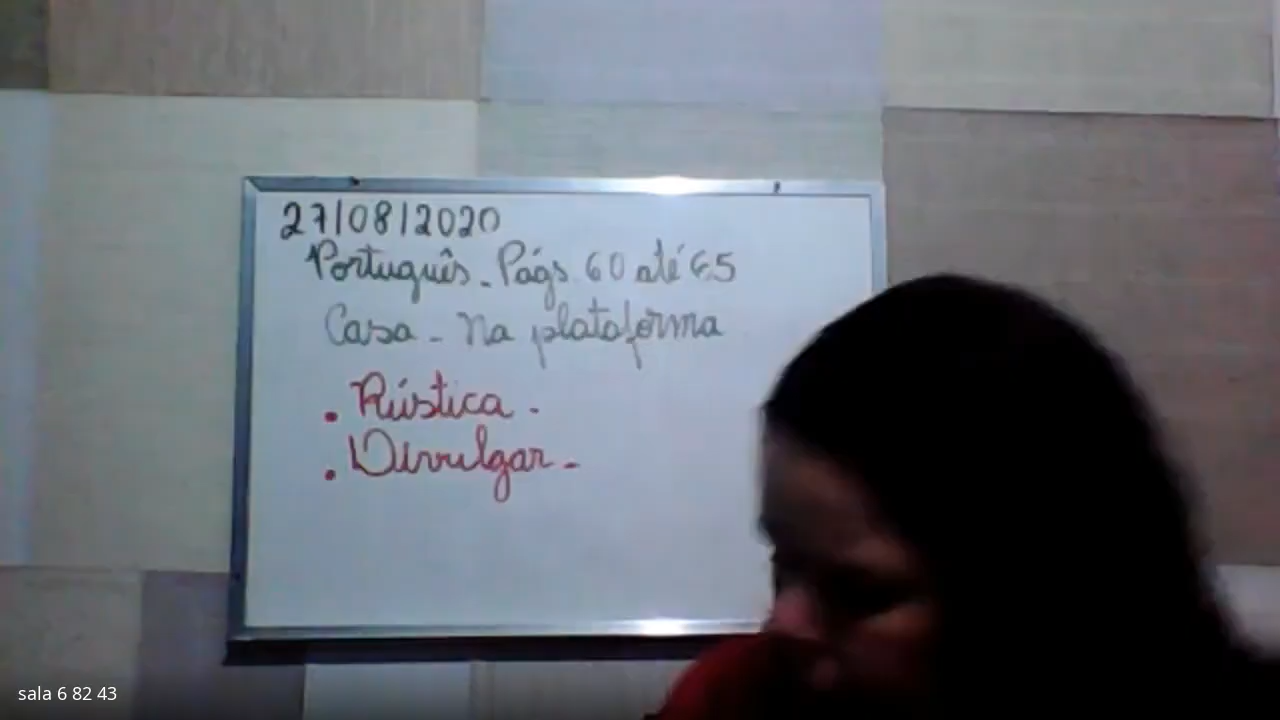 27/08/2020
Português. Págs. 60 até 65
Casa - Na plataforma
. Rústica -
. Divulgar -
sala 6 82 43